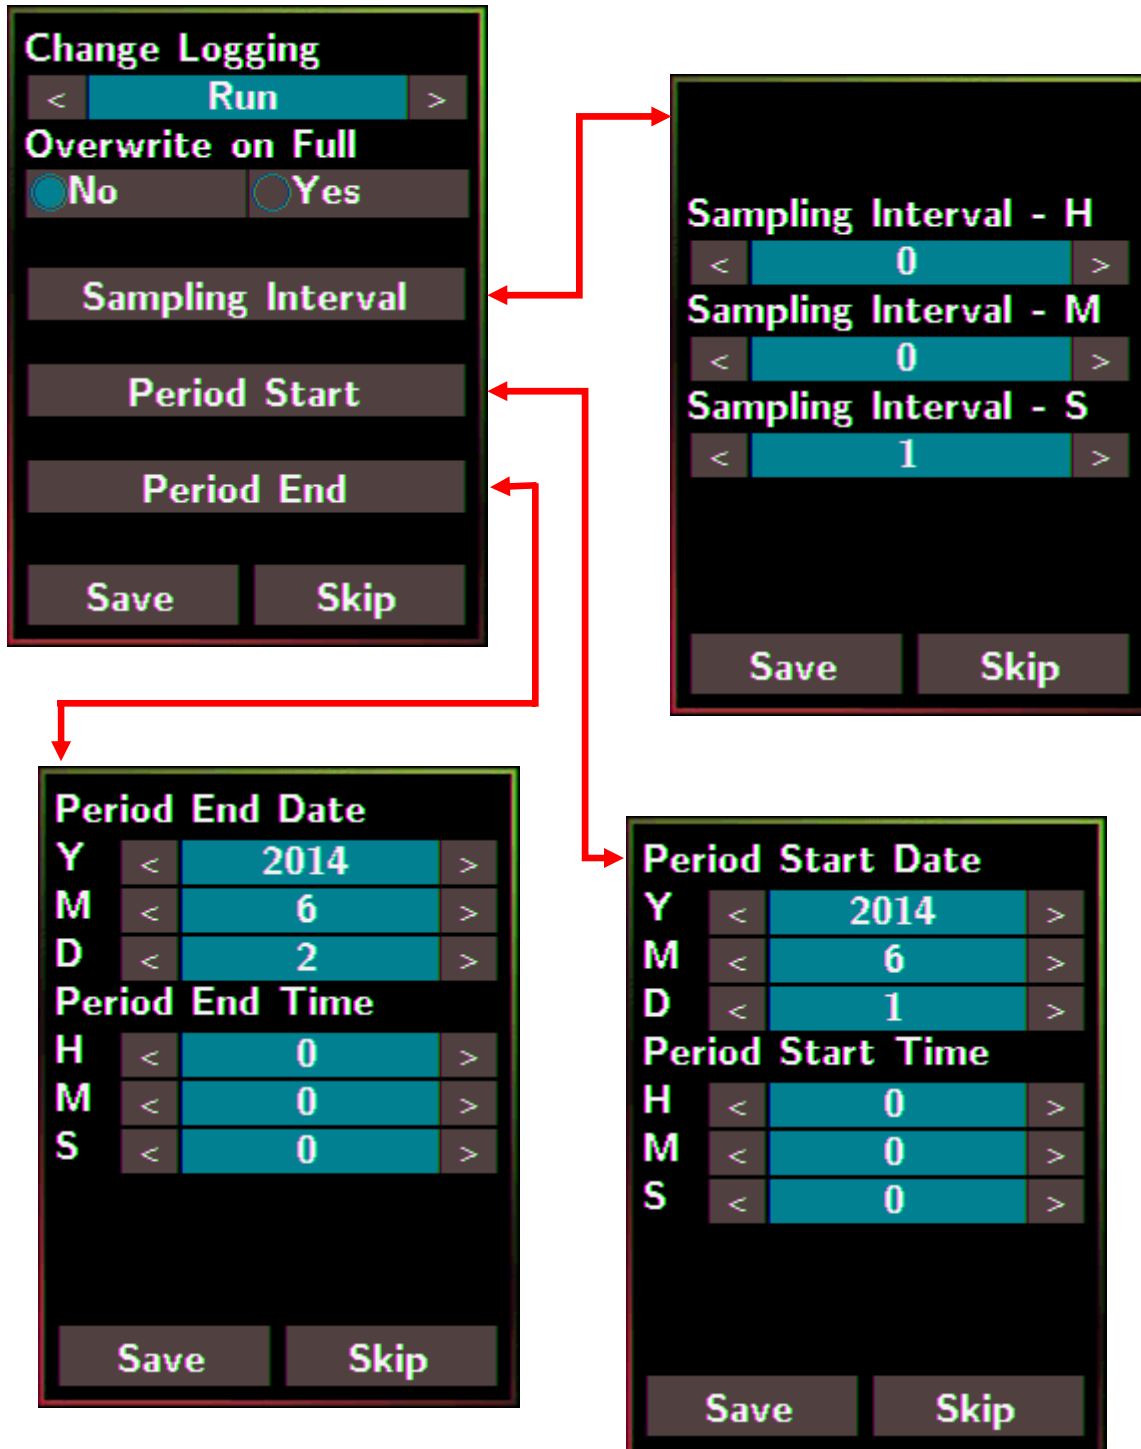 Change Logging
< Run >
Overwrite on Full
No Yes
Sampling Interval
Period Start
Period End
Save Skip
Sampling Interval - H
< 0 >
Sampling Interval - M
< 0 >
Sampling Interval - S
< 1 >
Save Skip
Period End Date
Y < 2014 >
M < 6 >
D < 2 >
Period End Time
H < 0 >
M < 0 >
S < 0 >
Save Skip
Period Start Date
Y < 2014 >
M < 6 >
D < 1 >
Period Start Time
H < 0 >
M < 0 >
S < 0 >
Save Skip